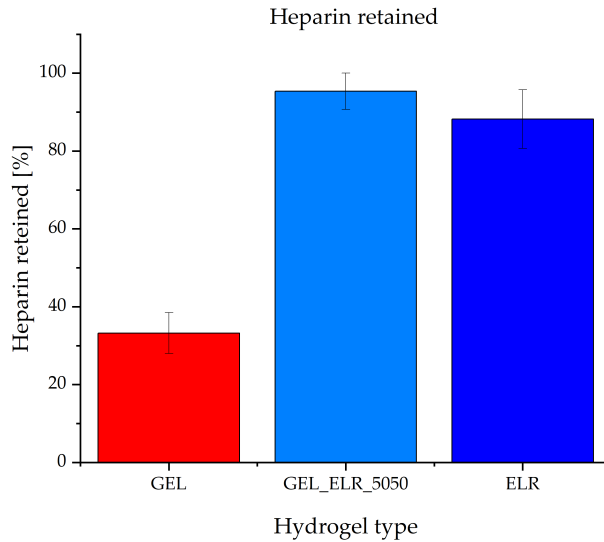 Heparin retained
Heparin reteined [%]
100
80
60
40
20
0
GEL
GEL_ELR_5050
ELR
Hydrogel type